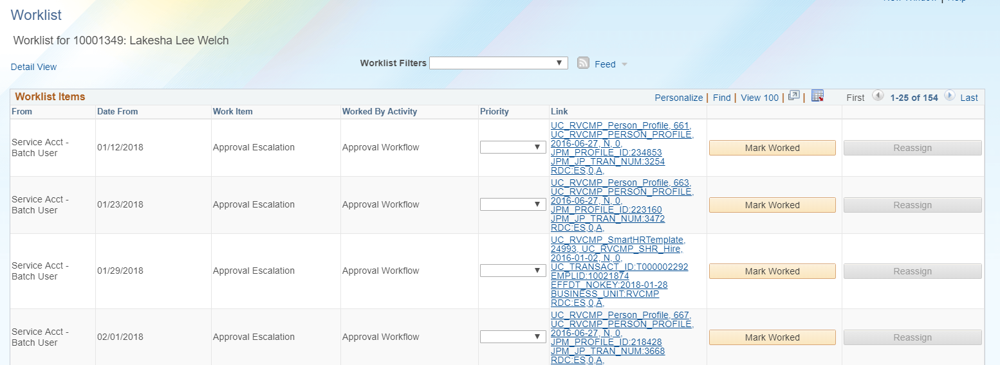 New Window | Help
Worklist
Worklist for 10001349: Lakesha Lee Welch
Detail View
Worklist Filters
Feed
Worklist Items
Personalize | Find | View 100 | |
First 1-25 of 154 Last
From Date From Work Item Worked By Activity Priority Link
Service Acct -
Batch User
01/12/2018
Approval Escalation
Approval Workflow
UC_RVCMP_Person_Profile, 661,
UC_RVCMP_PERSON_PROFILE,
2016-06-27, N, 0,
JPM_PROFILE_ID:234853
JPM_JP_TRAN_NUM:3254
RDC:ES,0,A,
Mark Worked
Reassign
Service Acct -
Batch User
01/23/2018
Approval Escalation
Approval Workflow
UC_RVCMP_Person_Profile, 663,
UC_RVCMP_PERSON_PROFILE,
2016-06-27, N, 0,
JPM_PROFILE_ID:223160
JPM_JP_TRAN_NUM:3472
RDC:ES,0,A,
Mark Worked
Reassign
Service Acct -
Batch User
01/29/2018
Approval Escalation
Approval Workflow
UC_RVCMP_SmartHRTemplate,
24993, UC_RVCMP_SHR_Hire,
2016-01-02, N, 0,
UC_TRANSACT_ID:T000002292
EMPLID:10021874
EFFDT_NOKEY:2018-01-28
BUSINESS_UNIT:RVCMP
RDC:ES,0,A,
Mark Worked
Reassign
Service Acct -
Batch User
02/01/2018
Approval Escalation
Approval Workflow
UC_RVCMP_Person_Profile, 667,
UC_RVCMP_PERSON_PROFILE,
2016-06-27, N, 0,
JPM_PROFILE_ID:218428
JPM_JP_TRAN_NUM:3668
RDC:ES,0,A,
Mark Worked
Reassign